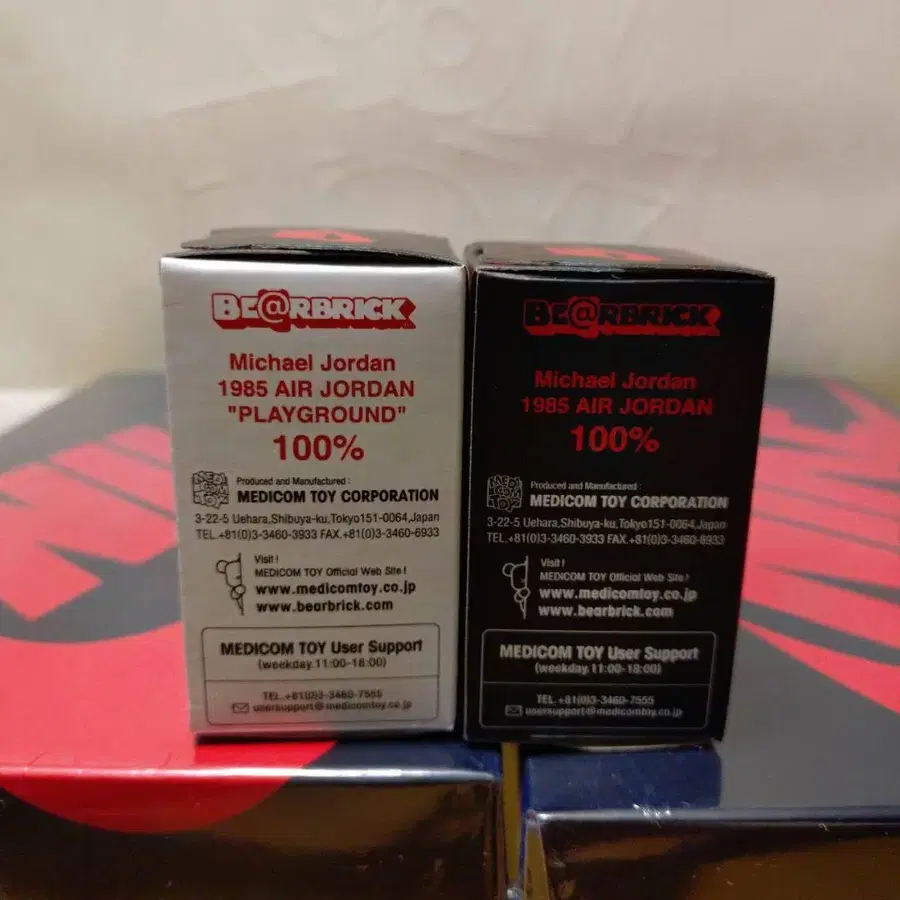 BE@RBRICK
Michael Jordan
1985 AIR JORDAN
"PLAYGROUND"
100%
Produced and Manufactured :
MEDICOM TOY CORPORATION
3-22-5 Uehara,Shibuya-ku,Tokyo151-0064,Japan
TEL.+81(0)3-3460-3933 FAX.+81(0)3-3460-6933
Visit !
MEDICOM TOY Official Web Site !
www.medicomtoy.co.jp
www.bearbrick.com
MEDICOM TOY User Support
(weekday.11:00-18:00)
TEL.+81(0)3-3460-7555
usersupport@medicomtoy.co.jp
BE@RBRICK
Michael Jordan
1985 AIR JORDAN
100%
Produced and Manufactured :
MEDICOM TOY CORPORATION
3-22-5 Uehara,Shibuya-ku,Tokyo151-0064,Japan
TEL.+81(0)3-3460-3933 FAX.+81(0)3-3460-6933
Visit !
MEDICOM TOY Official Web Site !
www.medicomtoy.co.jp
www.bearbrick.com
MEDICOM TOY User Support
(weekday.11:00-18:00)
TEL.+81(0)3-3460-7555
usersupport@medicomtoy.co.jp